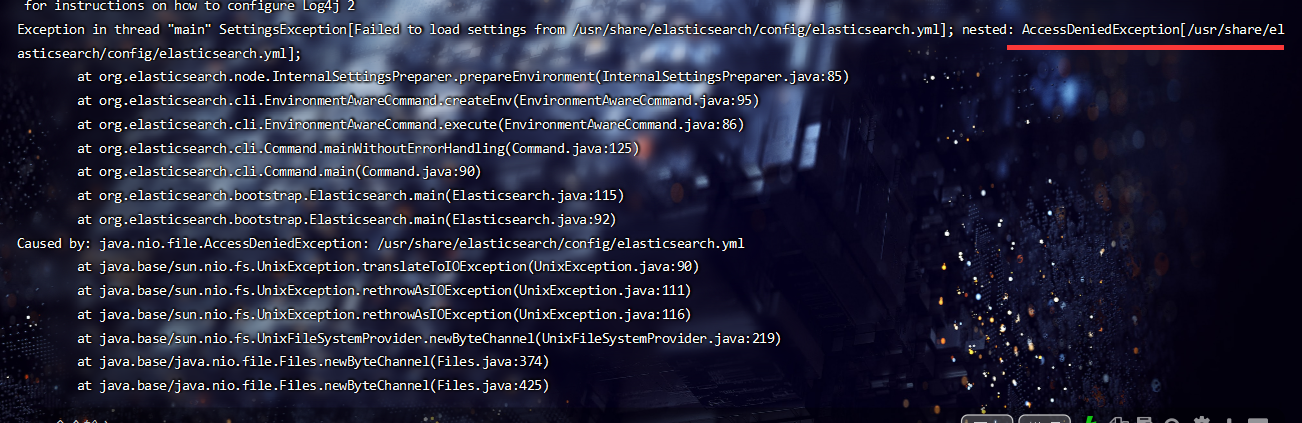 for instructions on how to configure Log4j 2
Exception in thread "main" SettingsException[Failed to load settings from /usr/share/elasticsearch/config/elasticsearch.yml]; nested: AccessDeniedException[/usr/share/el
asticsearch/config/elasticsearch.yml];
at org.elasticsearch.node.InternalSettingsPreparer.prepareEnvironment(InternalSettingsPreparer.java:85)
at org.elasticsearch.cli.EnvironmentAwareCommand.createEnv(EnvironmentAwareCommand.java:95)
at org.elasticsearch.cli.EnvironmentAwareCommand.execute(EnvironmentAwareCommand.java:86)
at org.elasticsearch.cli.Command.mainWithoutErrorHandling(Command.java:125)
at org.elasticsearch.cli.Command.main(Command.java:90)
at org.elasticsearch.bootstrap.Elasticsearch.main(Elasticsearch.java:115)
at org.elasticsearch.bootstrap.Elasticsearch.main(Elasticsearch.java:92)
Caused by: java.nio.file.AccessDeniedException: /usr/share/elasticsearch/config/elasticsearch.yml
at java.base/sun.nio.fs.UnixException.translateToIOException(UnixException.java:90)
at java.base/sun.nio.fs.UnixException.rethrowAsIOException(UnixException.java:111)
at java.base/sun.nio.fs.UnixException.rethrowAsIOException(UnixException.java:116)
at java.base/sun.nio.fs.UnixFileSystemProvider.newByteChannel(UnixFileSystemProvider.java:219)
at java.base/java.nio.file.Files.newByteChannel(Files.java:374)
at java.base/java.nio.file.Files.newByteChannel(Files.java:425)